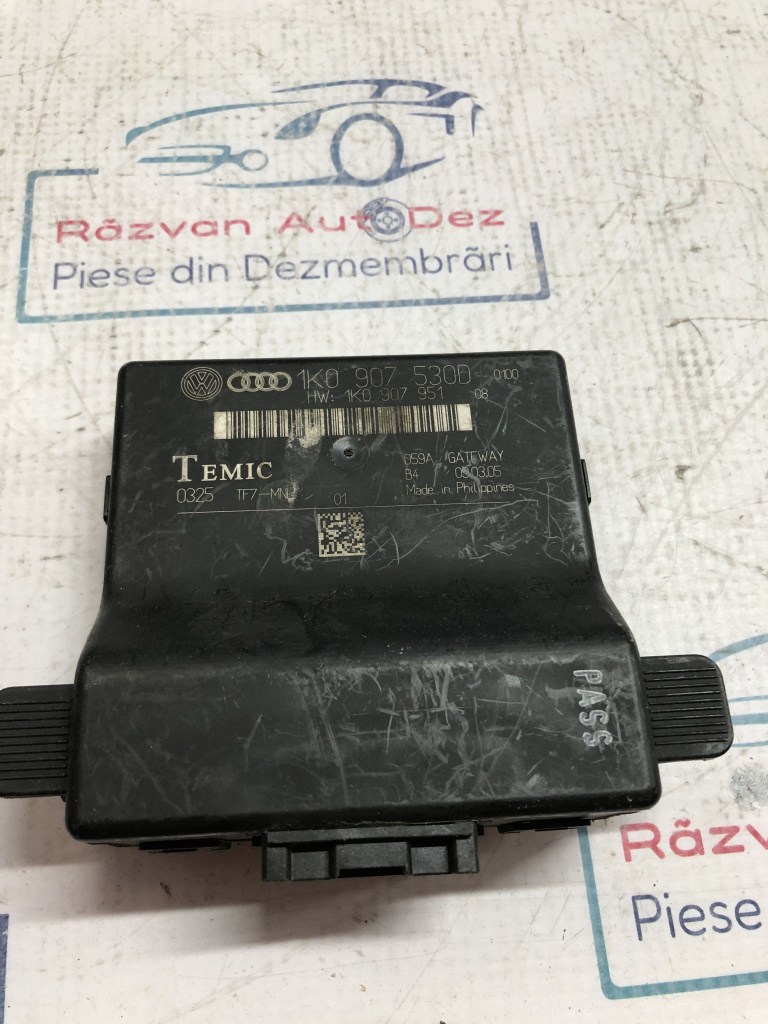 Răzvan AutoDez
Piese din Dezmembrări
1K0 907 530D 0100
HW: 1K0 907 951 08
TEMIC
059A GATEWAY
B4 03.05
Made in Philippines
0325 TF7-MN 01
PASS
Răzv
Piese